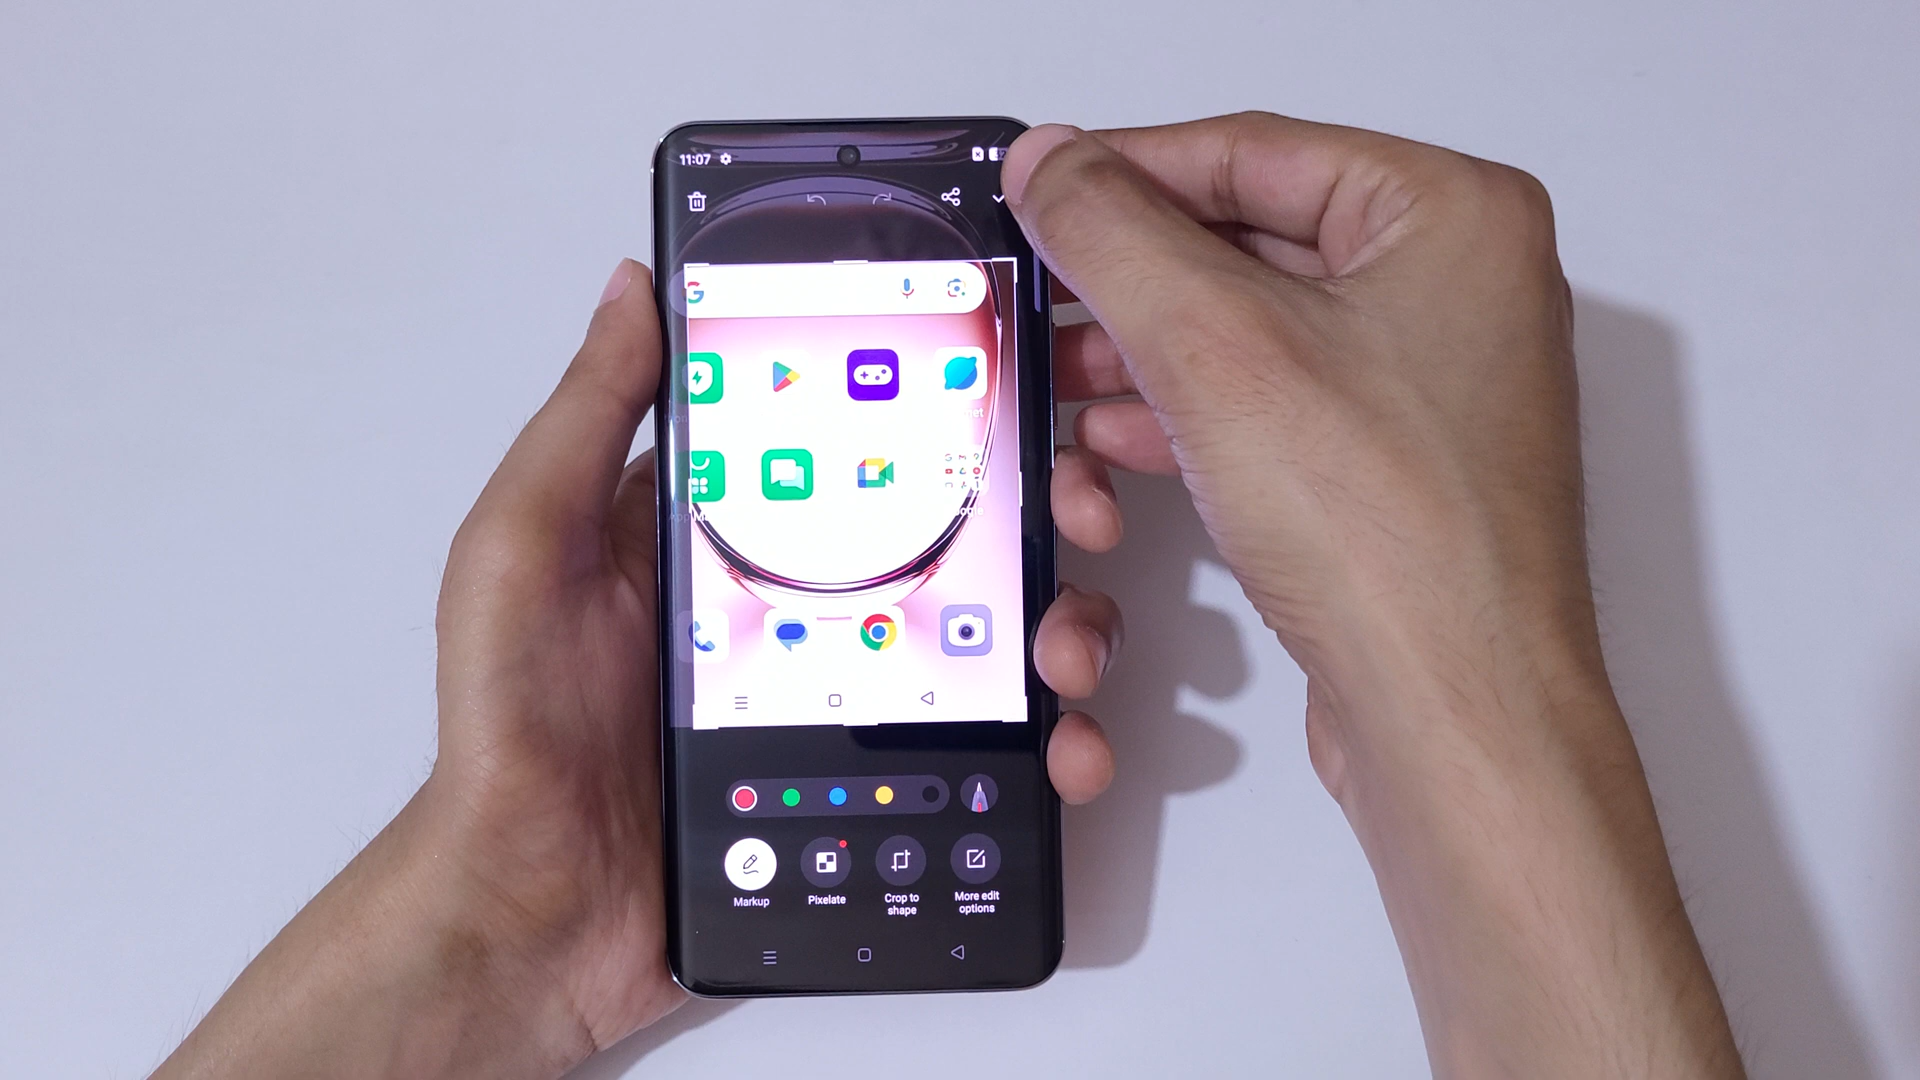 11:07
Markup
Pixelate
Crop to
shape
More edit
options